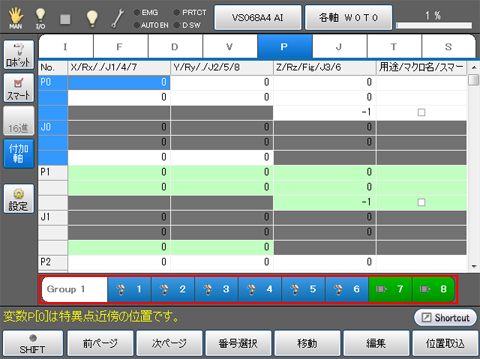 MAN I/O EMG PRTCT AUTO EN D SW VS068A4 AI 各軸 W0T0 1 %
I F D V P J T S
ロボット スマート 16進 付加軸 設定
No. X/Rx/./J1/4/7 Y/Ry/./J2/5/8 Z/Rz/Fig/J3/6 用途/マクロ名/スマー
P0 0 0 0
0 0 0
-1
J0 0 0 0
0 0 0
0 0
P1 0 0 0
0 0 0
-1
J1 0 0 0
0 0 0
0 0
P2 0 0 0
Group 1 1 2 3 4 5 6 7 8
変数P[0]は特異点近傍の位置です。 Shortcut
SHIFT 前ページ 次ページ 番号選択 移動 編集 位置取込